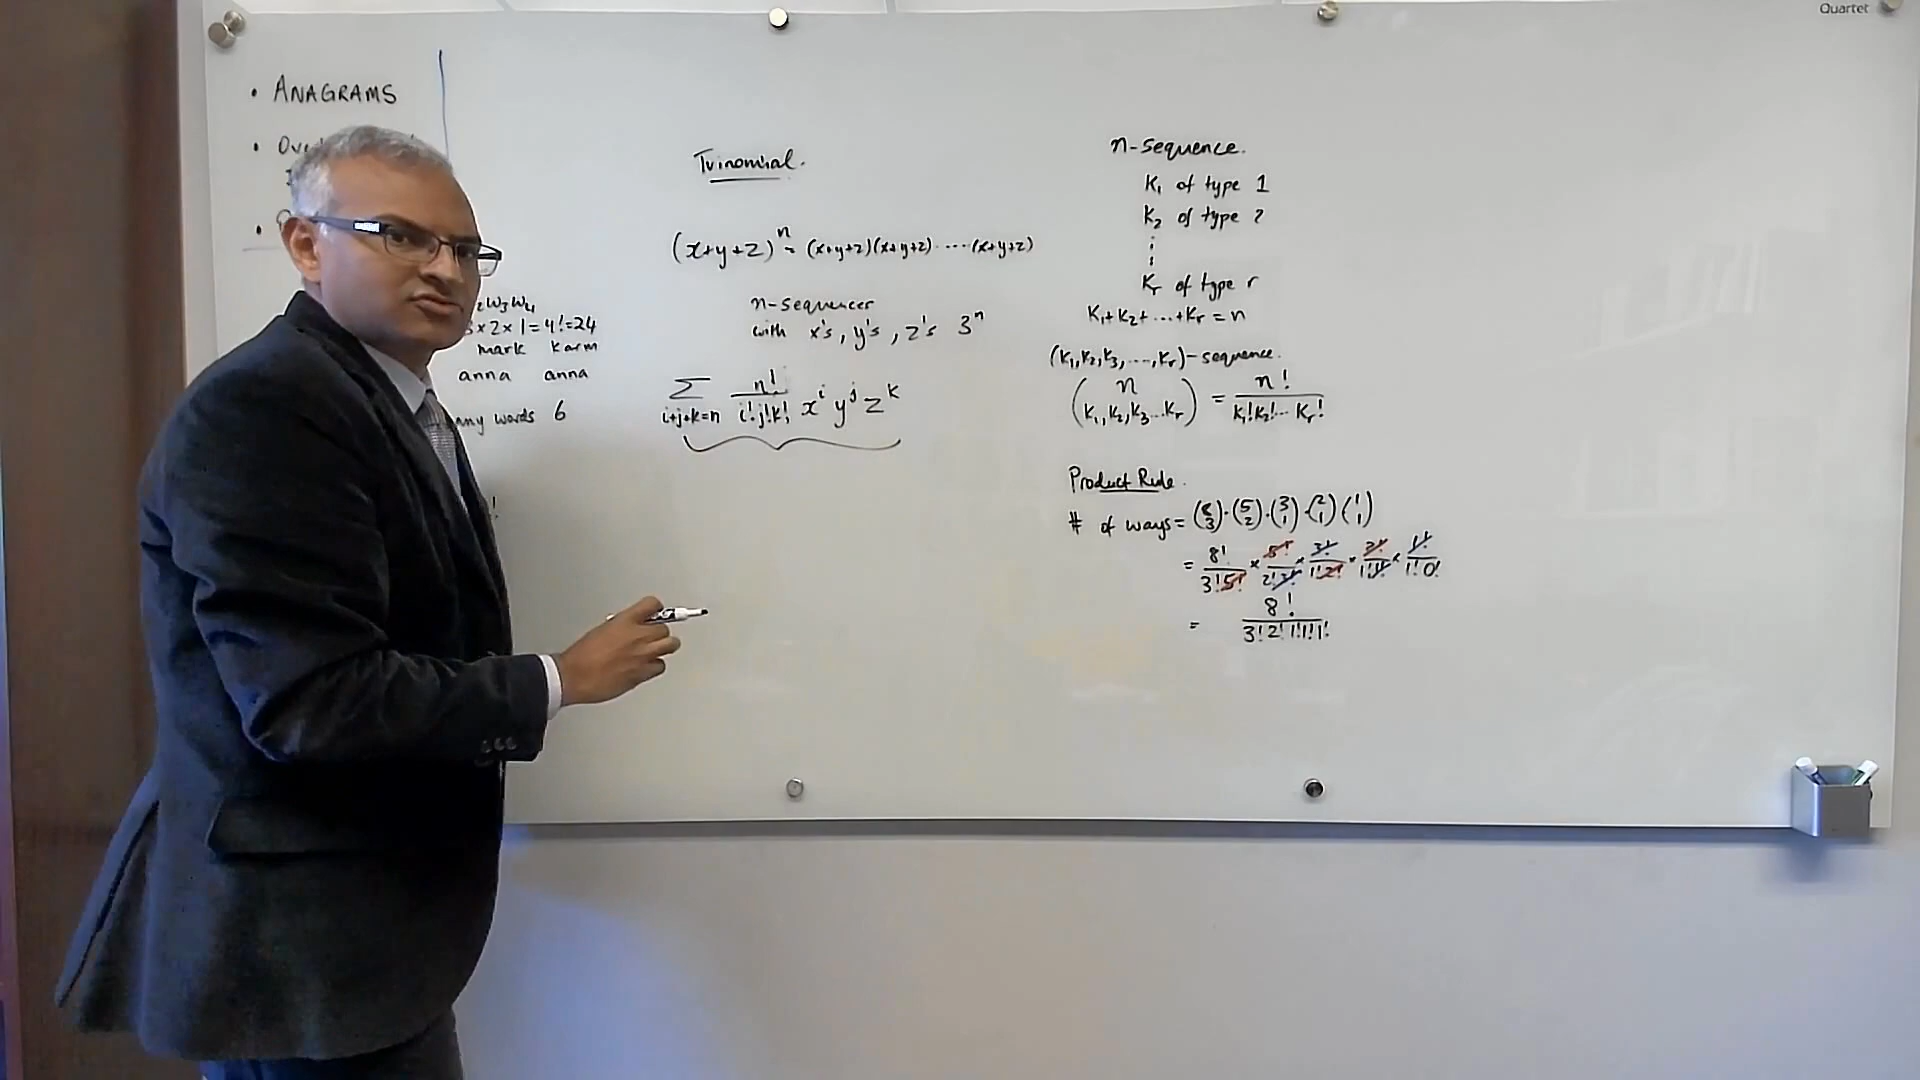 Quartet
• ANAGRAMS
•
•
w₃w₄
×2×1=4!=24
mark karm
anna anna
words 6
!
Trinomial.
(x+y+z)ⁿ = (x+y+z)(x+y+z)····(x+y+z)
n-sequences
with x's, y's, z's 3ⁿ
∑ i+j+k=n n!/(i!j!k!) xⁱ yʲ zᵏ
n-sequence.
K₁ of type 1
K₂ of type 2
⋮
Kᵣ of type r
K₁+K₂+...+Kᵣ = n
(K₁,K₂,K₃,...,Kᵣ)-sequence.
(n / K₁,K₂,K₃...Kᵣ) = n!/(K₁!K₂!...Kᵣ!)
Product Rule.
# of ways = (8/3)·(5/2)·(3/1)·(2/1)(1/1)
= 8!/(3!5!) × 5!/(2!3!) × 3!/(1!2!) × 2!/(1!1!) × 1!/(1!0!)
= 8!/(3!2!1!1!1!)